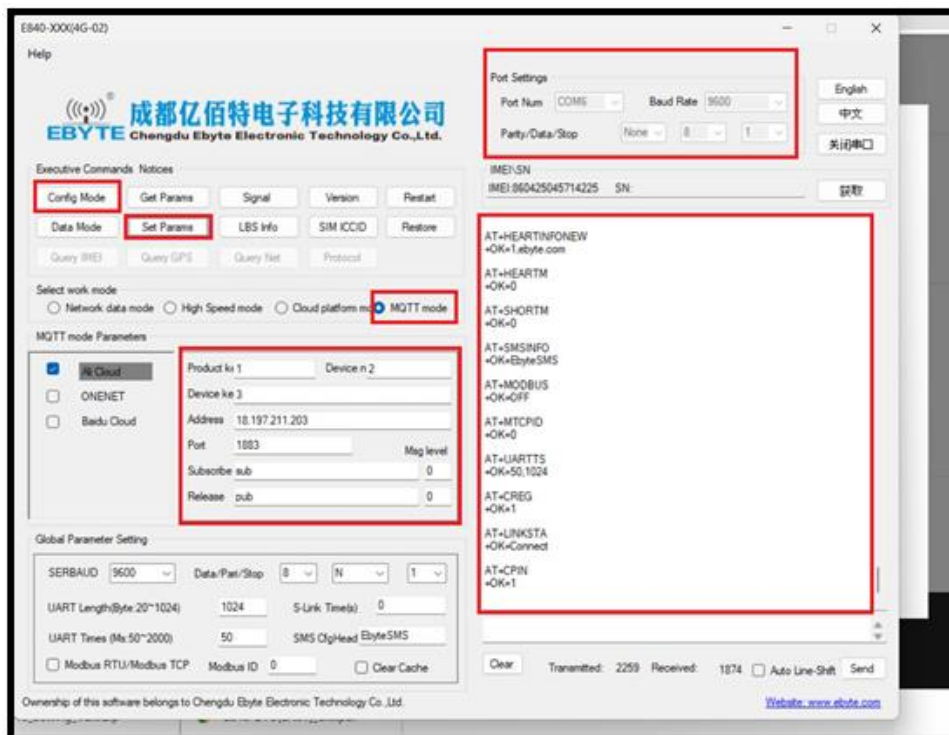 E840-XXX(4G-02)
Help
EBYTE
成都亿佰特电子科技有限公司
Chengdu Ebyte Electronic Technology Co.,Ltd.
Port Settings
Port Num COM6 Baud Rate 9600
Parity/Data/Stop None 8 1
English
中文
关闭串口
IMEI\SN
IMEI:860425045714225 SN:
获取
Executive Commands Notices
Config Mode Get Params Signal Version Restart
Data Mode Set Params LBS Info SIM ICCID Restore
Query IMEI Query GPS Query Net Protocol
Select work mode
Network data mode High Speed mode Cloud platform mo MQTT mode
MQTT mode Parameters
Ali Cloud
ONENET
Baidu Cloud
Product ke 1 Device n 2
Device ke 3
Address 18.197.211.203
Port 1883 Msg level
Subscribe sub 0
Release pub 0
Global Parameter Setting
SERBAUD 9600 Data/Pari/Stop 8 N 1
UART Length(Byte:20~1024) 1024 S-Link Time(s) 0
UART Times (Ms:50~2000) 50 SMS CfgHead EbyteSMS
Modbus RTU/Modbus TCP Modbus ID 0 Clear Cache
AT+HEARTINFONEW
+OK=1,ebyte.com
AT+HEARTM
+OK=0
AT+SHORTM
+OK=0
AT+SMSINFO
+OK=EbyteSMS
AT+MODBUS
+OK=OFF
AT+MTCPID
+OK=0
AT+UARTTS
+OK=50,1024
AT+CREG
+OK=1
AT+LINKSTA
+OK=Connect
AT+CPIN
+OK=1
Clear Transmitted: 2259 Received: 1874 Auto Line-Shift Send
Ownership of this software belongs to Chengdu Ebyte Electronic Technology Co.,Ltd.
Website: www.ebyte.com